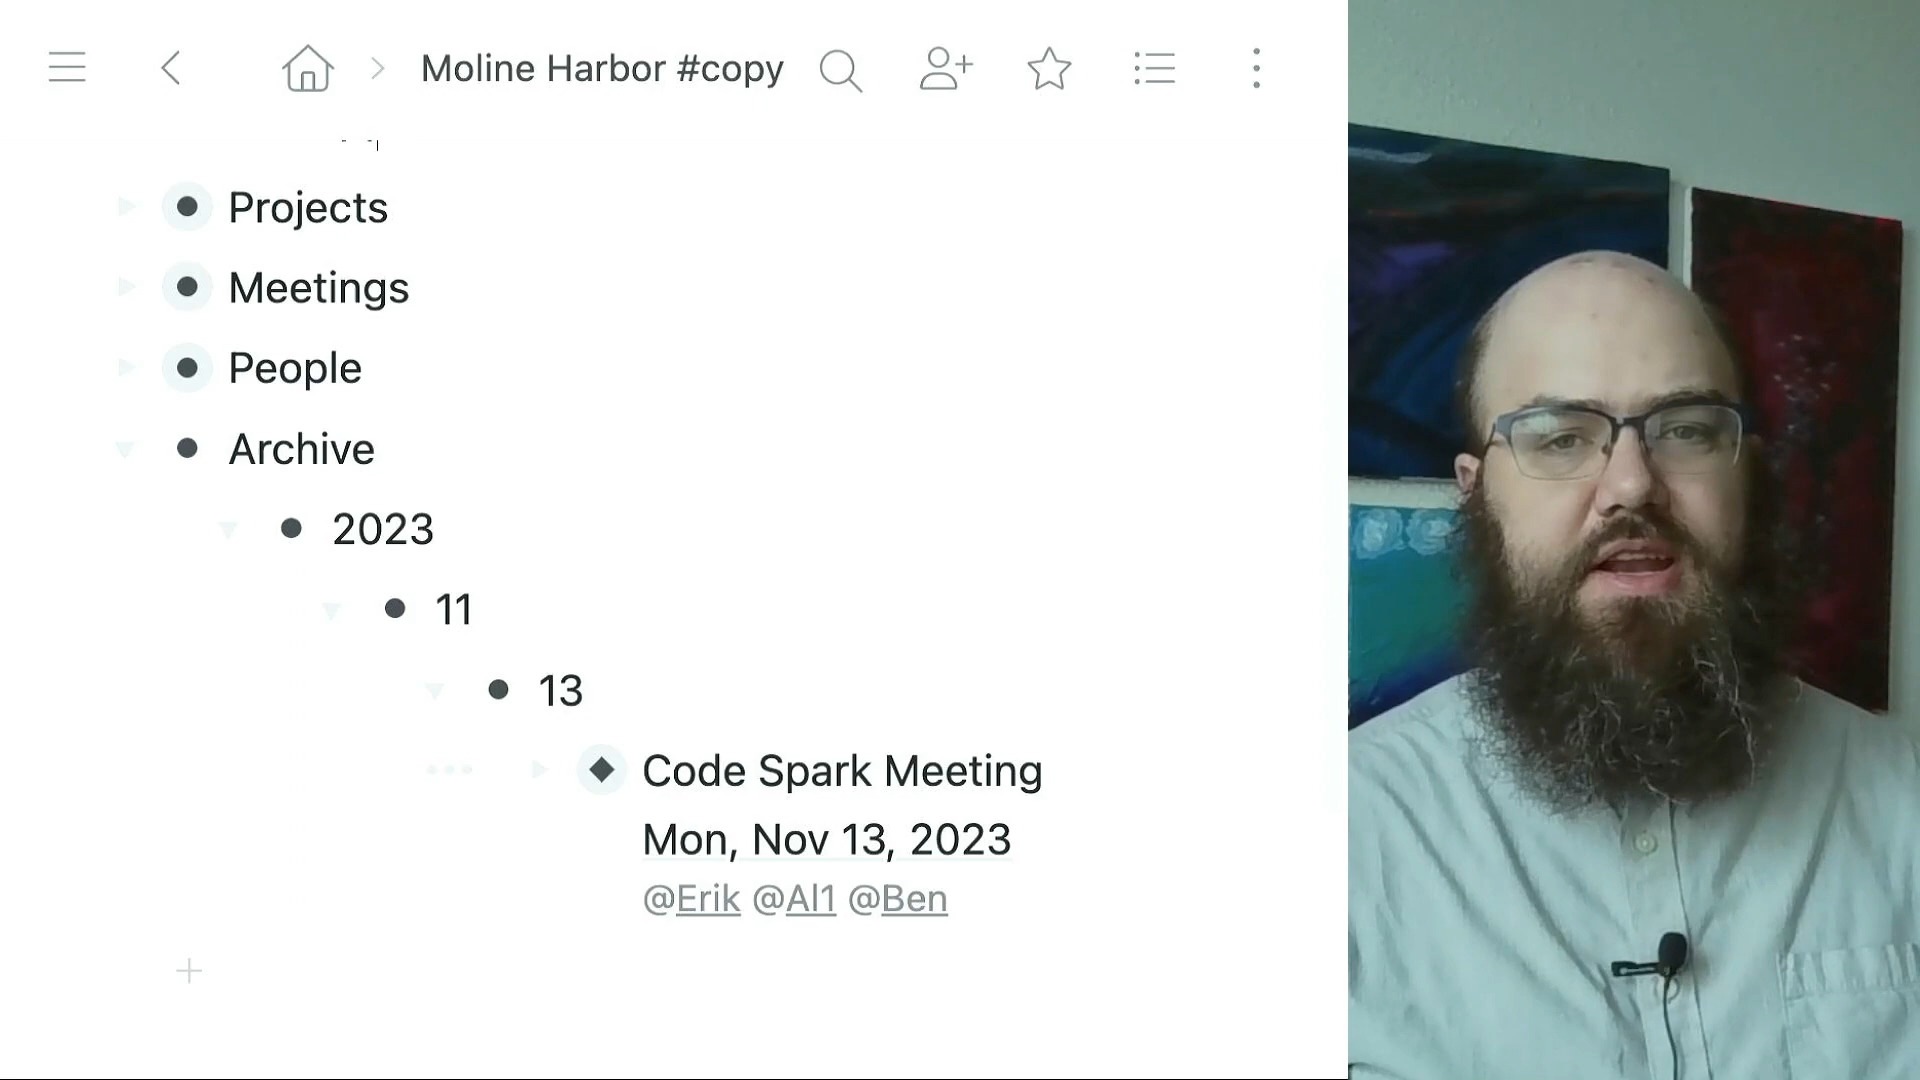 Moline Harbor #copy
Projects
Meetings
People
Archive
2023
11
13
Code Spark Meeting
Mon, Nov 13, 2023
@Erik @Al1 @Ben